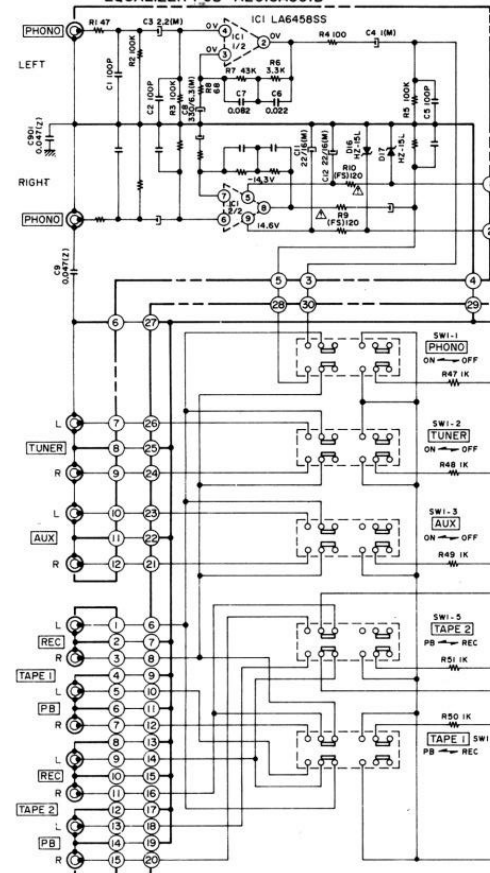 IC1 LA6458SS
PHONO
R1 47
C3 2.2(M)
0V
0V
4
3
2
IC1
1/2
0V
R4 100
C4 1(M)
LEFT
C1 100P
R2 100K
C2 100P
R3 100K
C8
330/6.3(M)
R8
68
R7 43K
R6
3.3K
C7
0.082
C6
0.022
R5 100K
C5 100P
C901
0.047(Z)
C11
22/16(M)
C12 22/16(M)
D16
HZ-15L
D17
HZ-15L
RIGHT
-14.3V
R10
(FS)120
7
5
8
6
9
2/2
14.6V
R9
(FS)120
PHONO
2
C9
0.047(Z)
5
3
4
28
30
29
6
27
SW1-1
PHONO
ON OFF
R47 1K
L
7
26
SW1-2
TUNER
8
25
TUNER
ON OFF
R
9
24
R48 1K
L
10
23
SW1-3
AUX
11
22
AUX
ON OFF
R
12
21
R49 1K
L
1
6
SW1-5
REC
2
7
TAPE 2
R
3
8
PB REC
TAPE 1
4
9
R51 1K
L
5
10
PB
6
11
R
7
12
R50 1K
8
13
TAPE 1 SW1
L
9
14
PB REC
REC
10
15
R
11
16
TAPE 2
12
17
L
13
18
PB
14
19
R
15
20